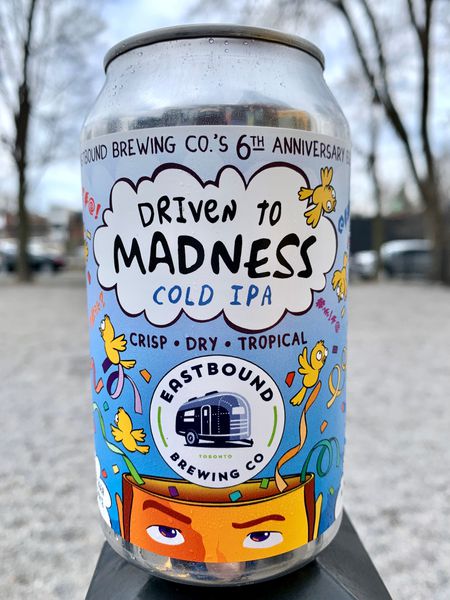 BOUND BREWING CO.'S 6TH ANNIVERSARY
DRIVEN TO
MADNESS
COLD IPA
CRISP • DRY • TROPICAL
EASTBOUND
TORONTO
BREWING CO